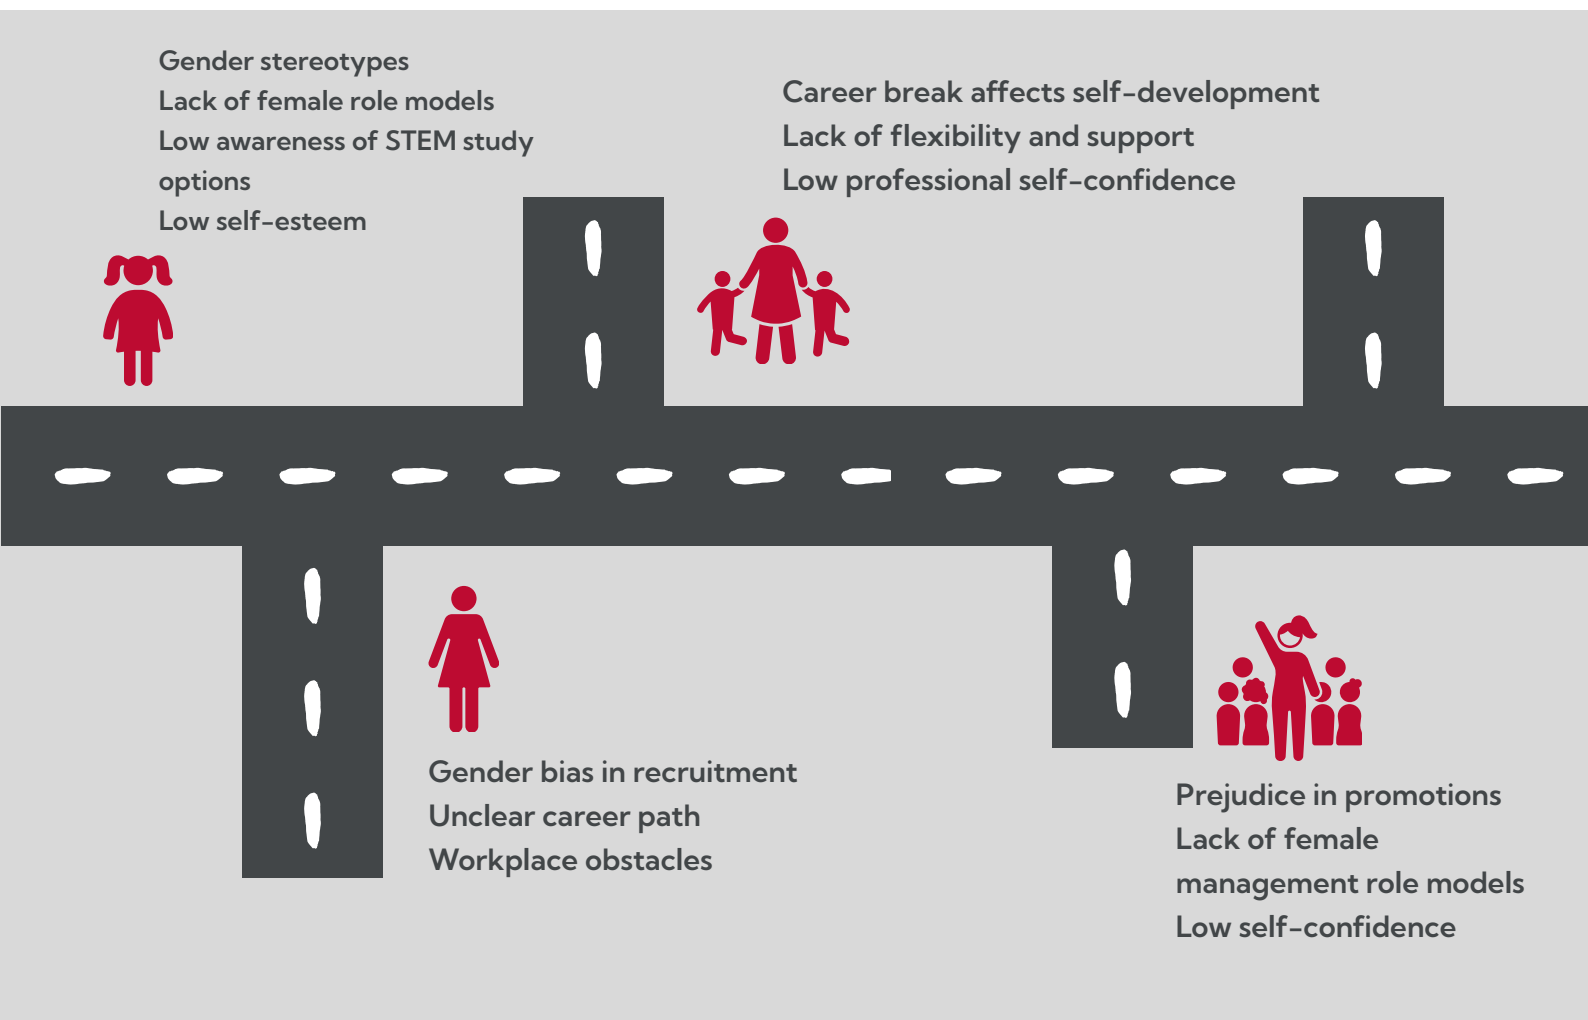 Gender stereotypes
Lack of female role models
Low awareness of STEM study
options
Low self-esteem
Career break affects self-development
Lack of flexibility and support
Low professional self-confidence
Gender bias in recruitment
Unclear career path
Workplace obstacles
Prejudice in promotions
Lack of female
management role models
Low self-confidence